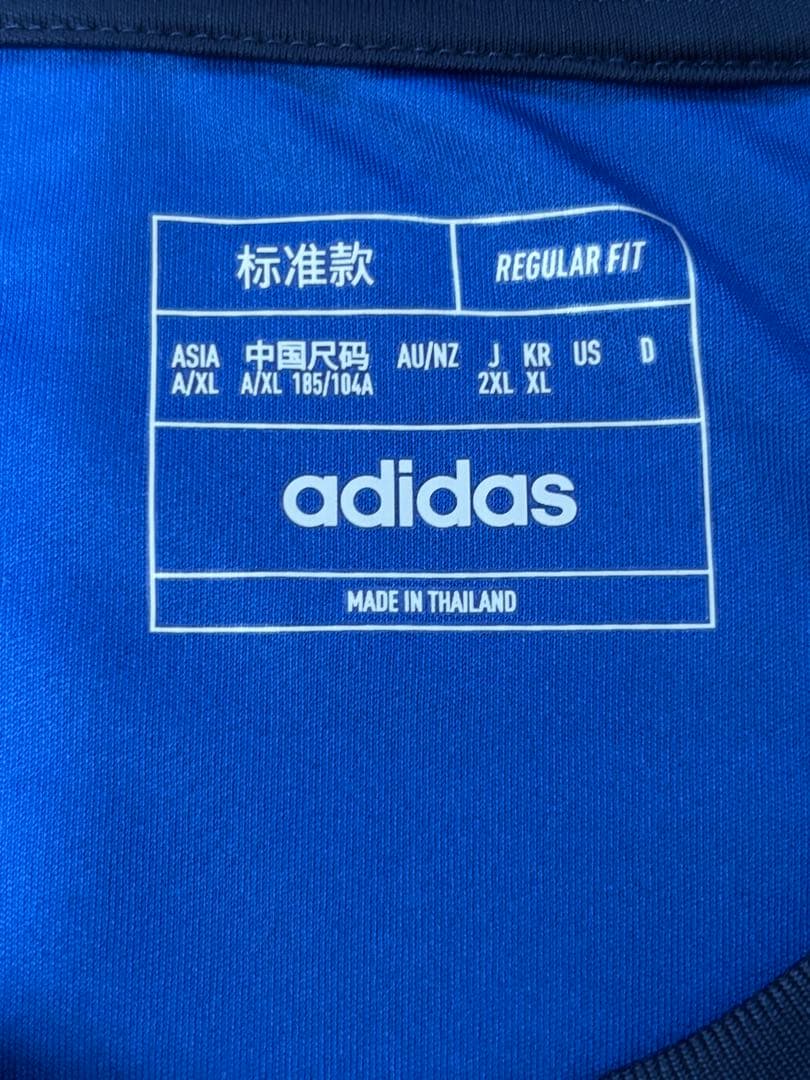 标准款 REGULAR FIT
ASIA 中国尺码 AU/NZ J KR US D
A/XL A/XL 185/104A 2XL XL
adidas
MADE IN THAILAND